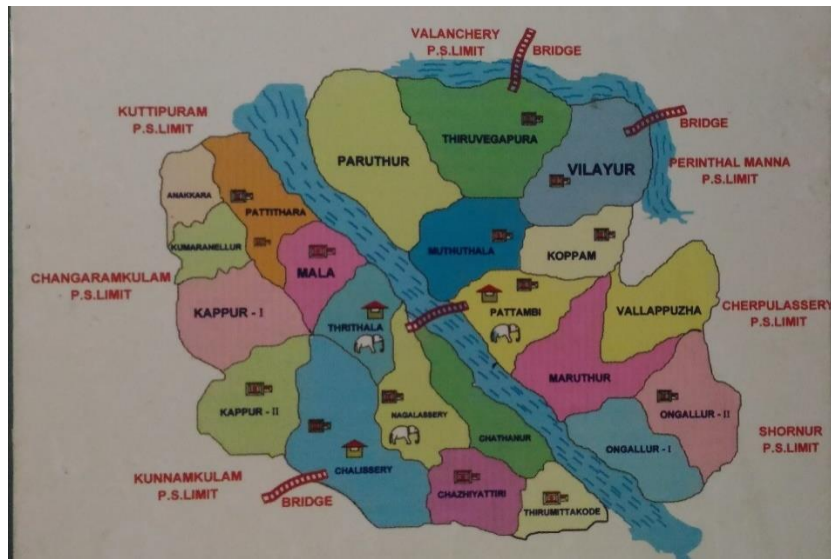 VALANCHERY
P.S.LIMIT
BRIDGE
KUTTIPURAM
P.S.LIMIT
THIRUVEGAPURA
BRIDGE
PARUTHUR
VILAYUR
PERINTHAL MANNA
P.S.LIMIT
ANAKKARA
PATTITHARA
KUMARANELLUR
MUTHUTHALA
KOPPAM
MALA
CHANGARAMKULAM
P.S.LIMIT
KAPPUR - I
THRITHALA
PATTAMBI
VALLAPPUZHA
CHERPULASSERY
P.S.LIMIT
MARUTHUR
KAPPUR - II
NAGALASSERY
ONGALLUR - II
CHATHANUR
ONGALLUR - I
SHORNUR
P.S.LIMIT
CHALISSERY
KUNNAMKULAM
P.S.LIMIT
BRIDGE
CHAZHIYATTIRI
THIRUMITTAKODE